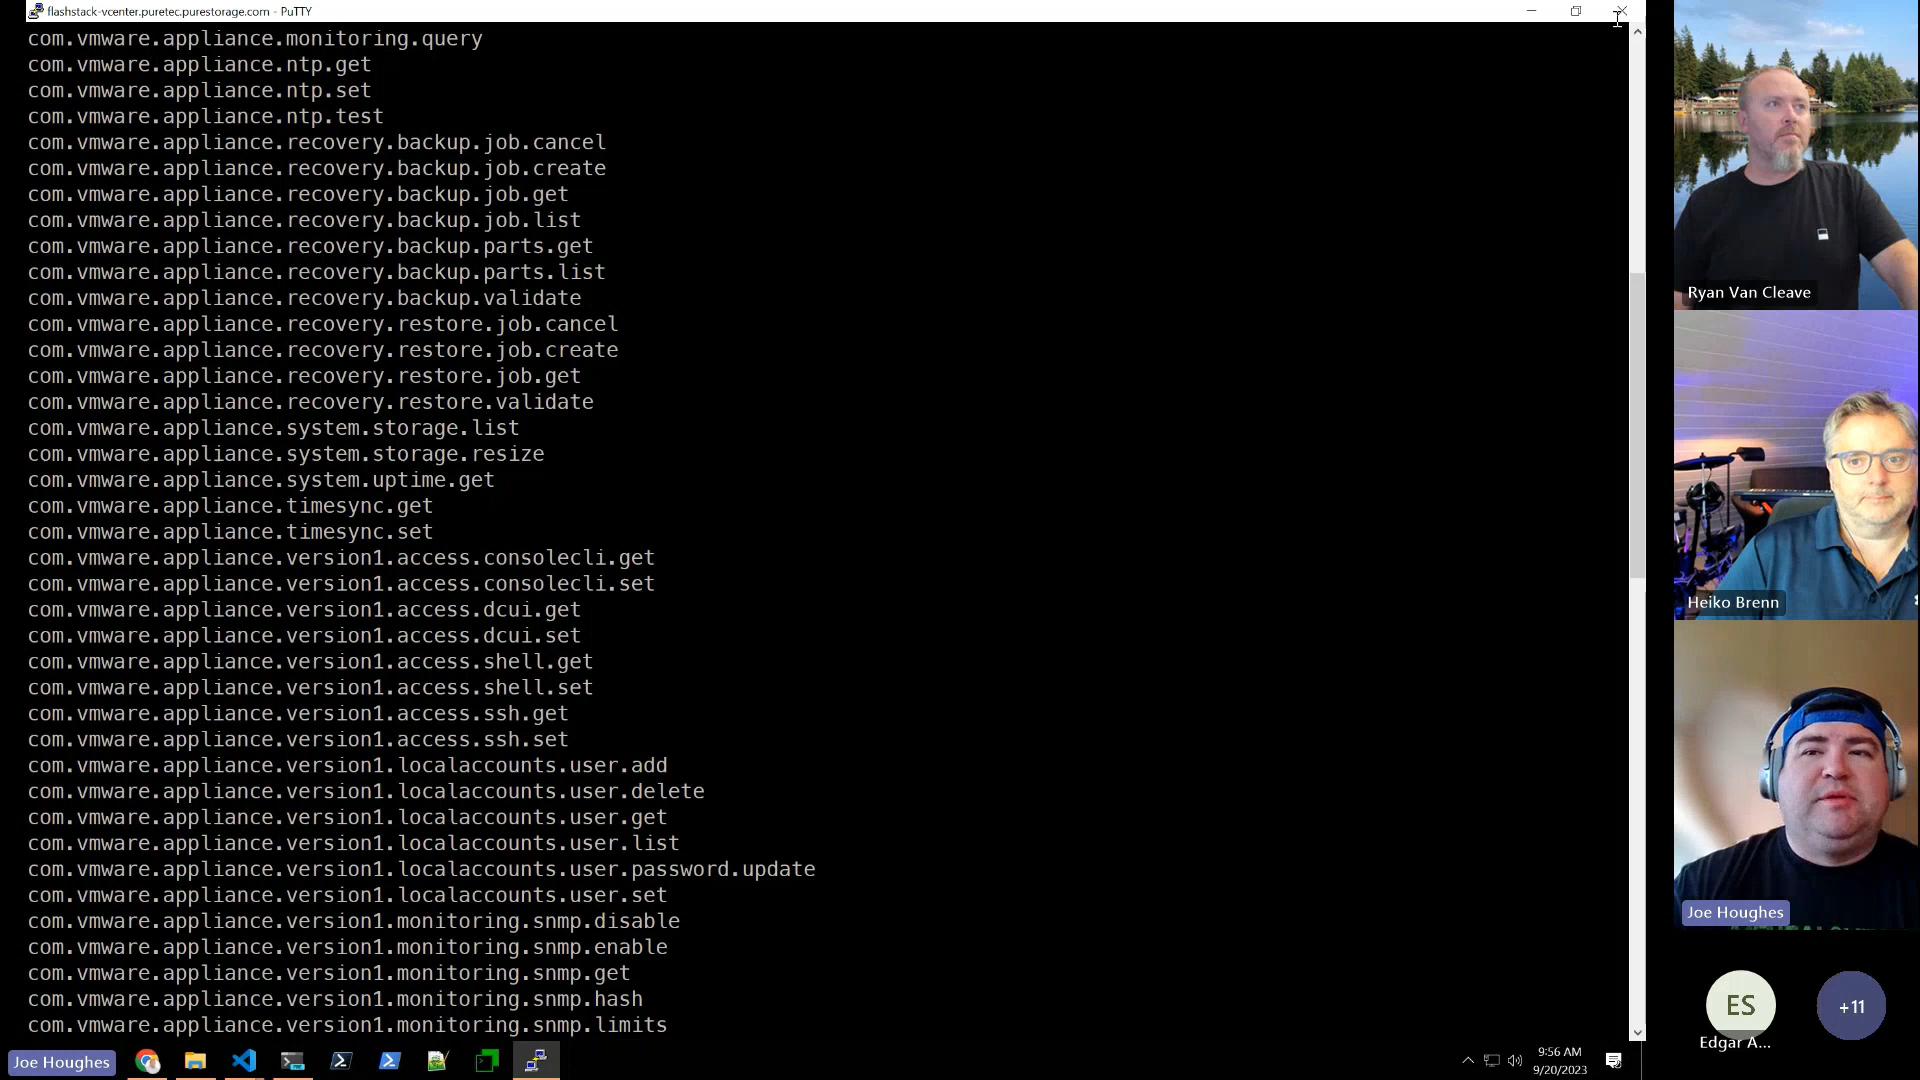 flashstack-vcenter.puretec.purestorage.com - PuTTY
com.vmware.appliance.monitoring.query
com.vmware.appliance.ntp.get
com.vmware.appliance.ntp.set
com.vmware.appliance.ntp.test
com.vmware.appliance.recovery.backup.job.cancel
com.vmware.appliance.recovery.backup.job.create
com.vmware.appliance.recovery.backup.job.get
com.vmware.appliance.recovery.backup.job.list
com.vmware.appliance.recovery.backup.parts.get
com.vmware.appliance.recovery.backup.parts.list
com.vmware.appliance.recovery.backup.validate
com.vmware.appliance.recovery.restore.job.cancel
com.vmware.appliance.recovery.restore.job.create
com.vmware.appliance.recovery.restore.job.get
com.vmware.appliance.recovery.restore.validate
com.vmware.appliance.system.storage.list
com.vmware.appliance.system.storage.resize
com.vmware.appliance.system.uptime.get
com.vmware.appliance.timesync.get
com.vmware.appliance.timesync.set
com.vmware.appliance.version1.access.consolecli.get
com.vmware.appliance.version1.access.consolecli.set
com.vmware.appliance.version1.access.dcui.get
com.vmware.appliance.version1.access.dcui.set
com.vmware.appliance.version1.access.shell.get
com.vmware.appliance.version1.access.shell.set
com.vmware.appliance.version1.access.ssh.get
com.vmware.appliance.version1.access.ssh.set
com.vmware.appliance.version1.localaccounts.user.add
com.vmware.appliance.version1.localaccounts.user.delete
com.vmware.appliance.version1.localaccounts.user.get
com.vmware.appliance.version1.localaccounts.user.list
com.vmware.appliance.version1.localaccounts.user.password.update
com.vmware.appliance.version1.localaccounts.user.set
com.vmware.appliance.version1.monitoring.snmp.disable
com.vmware.appliance.version1.monitoring.snmp.enable
com.vmware.appliance.version1.monitoring.snmp.get
com.vmware.appliance.version1.monitoring.snmp.hash
com.vmware.appliance.version1.monitoring.snmp.limits
Ryan Van Cleave
Heiko Brenn
Joe Houghes
ES
+11
Edgar A...
Joe Houghes
9:56 AM
9/20/2023